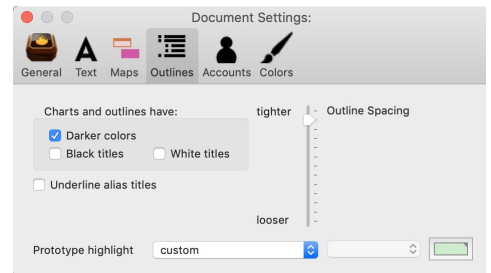 Document Settings:
General Text Maps Outlines Accounts Colors
Charts and outlines have: tighter Outline Spacing
Darker colors
Black titles White titles
Underline alias titles
looser
Prototype highlight custom